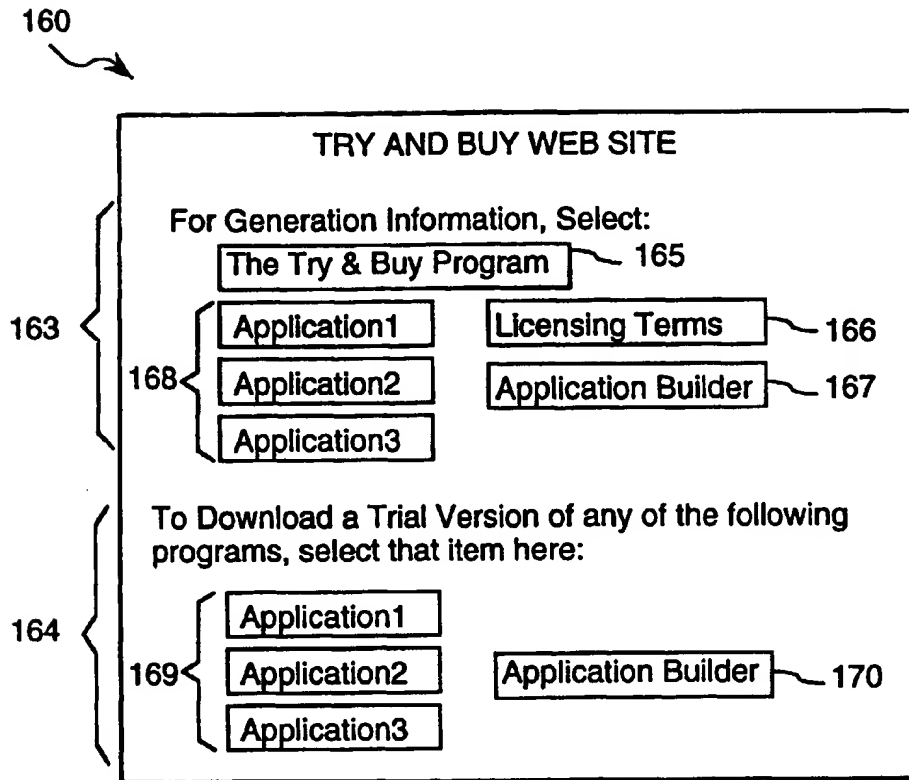 160
TRY AND BUY WEB SITE
For Generation Information, Select:
The Try & Buy Program 165
163
168
Application1 Licensing Terms 166
Application2 Application Builder 167
Application3
To Download a Trial Version of any of the following
programs, select that item here:
164
169
Application1
Application2 Application Builder 170
Application3